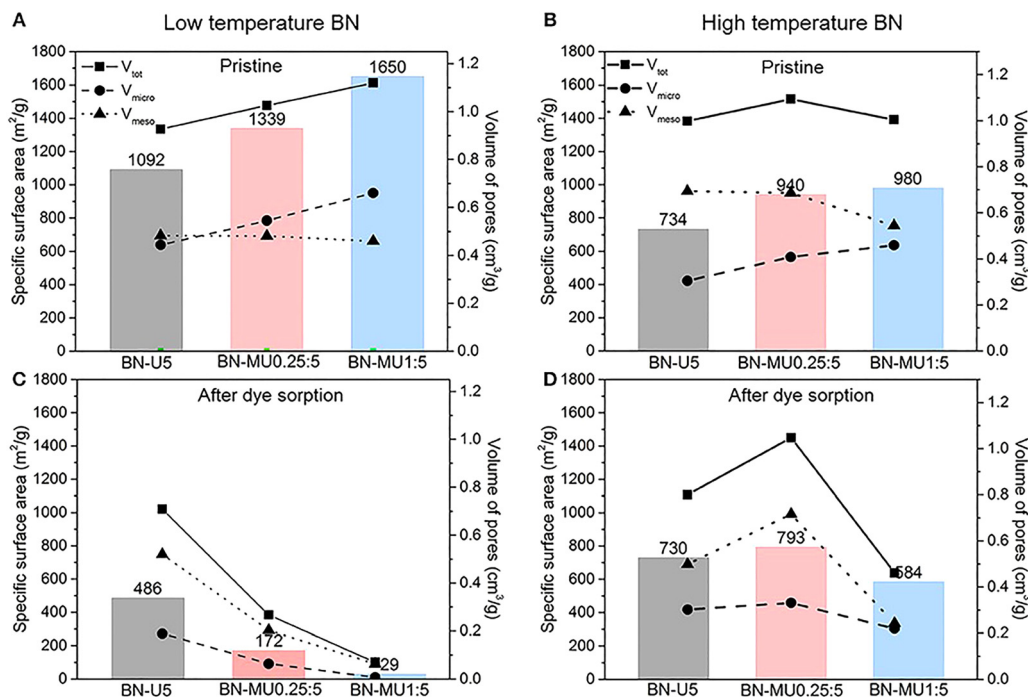 A
Low temperature BN
Specific surface area (m²/g)
1800
1600
1400
1200
1000
800
600
400
200
0
Pristine
V_tot
V_micro
V_meso
1092
1339
1650
1.2
1.0
0.8
0.6
0.4
0.2
0.0
Volume of pores (cm³/g)
BN-U5
BN-MU0.25:5
BN-MU1:5
B
High temperature BN
Specific surface area (m²/g)
1800
1600
1400
1200
1000
800
600
400
200
0
Pristine
V_tot
V_micro
V_meso
734
940
980
1.2
1.0
0.8
0.6
0.4
0.2
0.0
Volume of pores (cm³/g)
BN-U5
BN-MU0.25:5
BN-MU1:5
C
Specific surface area (m²/g)
1800
1600
1400
1200
1000
800
600
400
200
0
After dye sorption
486
172
29
1.2
1.0
0.8
0.6
0.4
0.2
0.0
Volume of pores (cm³/g)
BN-U5
BN-MU0.25:5
BN-MU1:5
D
Specific surface area (m²/g)
1800
1600
1400
1200
1000
800
600
400
200
0
After dye sorption
730
793
584
1.2
1.0
0.8
0.6
0.4
0.2
0.0
Volume of pores (cm³/g)
BN-U5
BN-MU0.25:5
BN-MU1:5